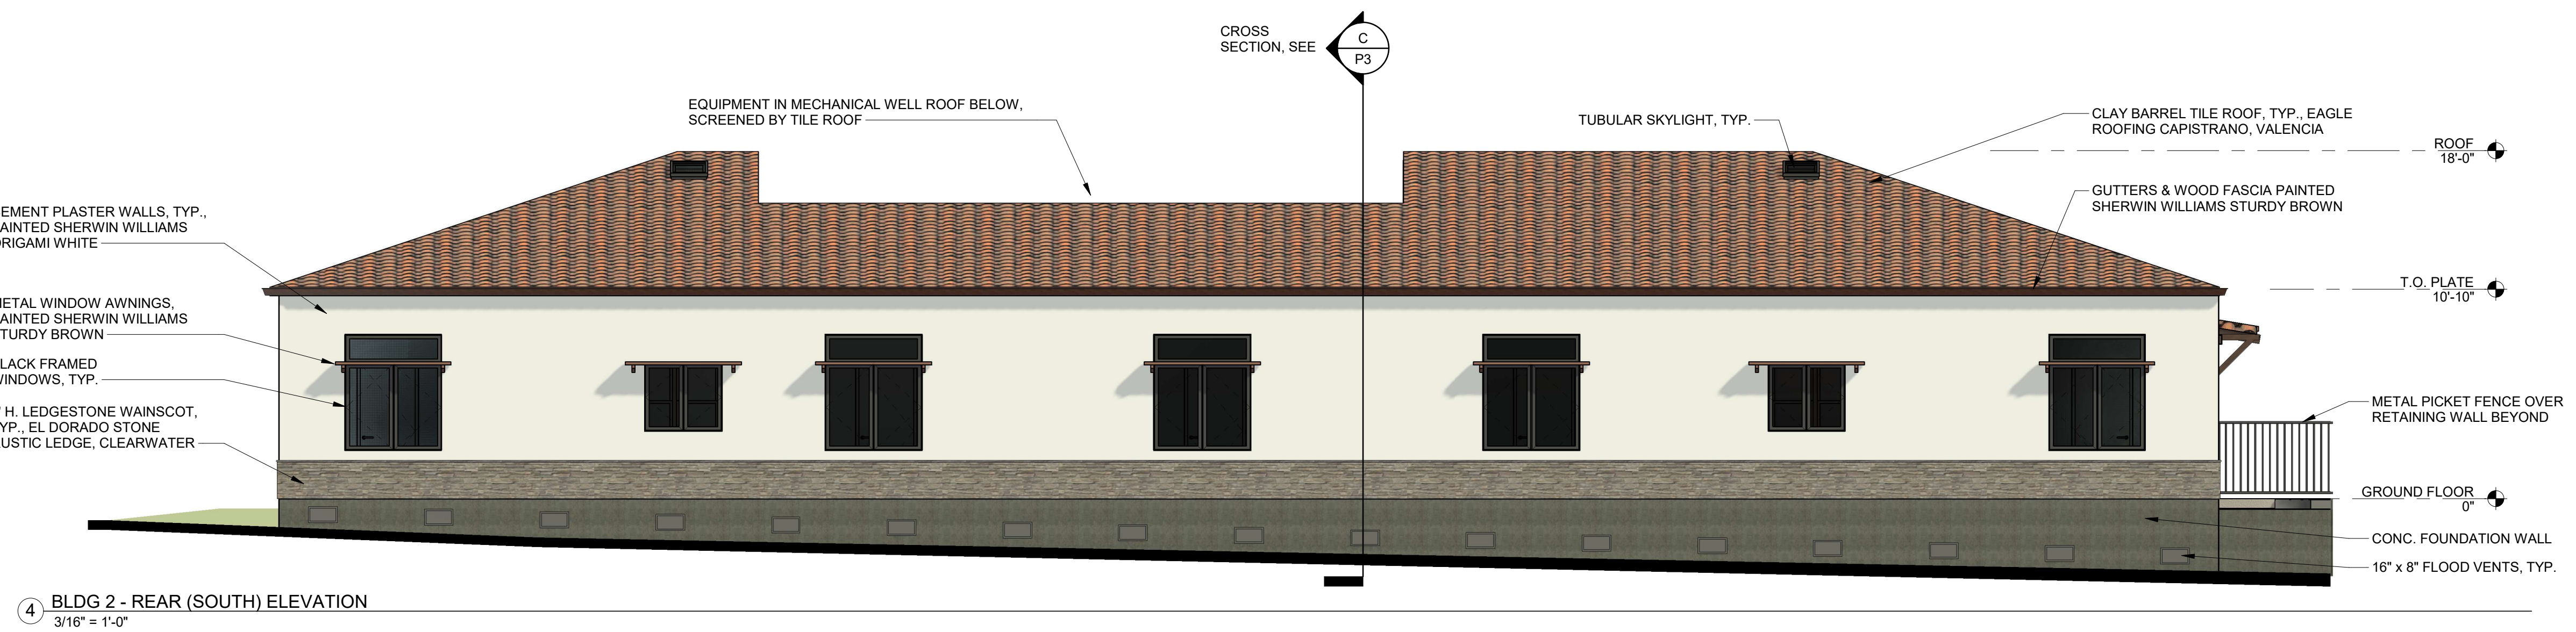 CROSS
SECTION, SEE
C
P3
EQUIPMENT IN MECHANICAL WELL ROOF BELOW,
SCREENED BY TILE ROOF
TUBULAR SKYLIGHT, TYP.
CLAY BARREL TILE ROOF, TYP., EAGLE
ROOFING CAPISTRANO, VALENCIA
ROOF
18'-0"
GUTTERS & WOOD FASCIA PAINTED
SHERWIN WILLIAMS STURDY BROWN
EMENT PLASTER WALLS, TYP.,
AINTED SHERWIN WILLIAMS
RIGAMI WHITE
T.O. PLATE
10'-10"
ETAL WINDOW AWNINGS,
AINTED SHERWIN WILLIAMS
TURDY BROWN
LACK FRAMED
INDOWS, TYP.
H. LEDGESTONE WAINSCOT,
YP., EL DORADO STONE
USTIC LEDGE, CLEARWATER
METAL PICKET FENCE OVER
RETAINING WALL BEYOND
GROUND FLOOR
0"
CONC. FOUNDATION WALL
16" x 8" FLOOD VENTS, TYP.
4
BLDG 2 - REAR (SOUTH) ELEVATION
3/16" = 1'-0"